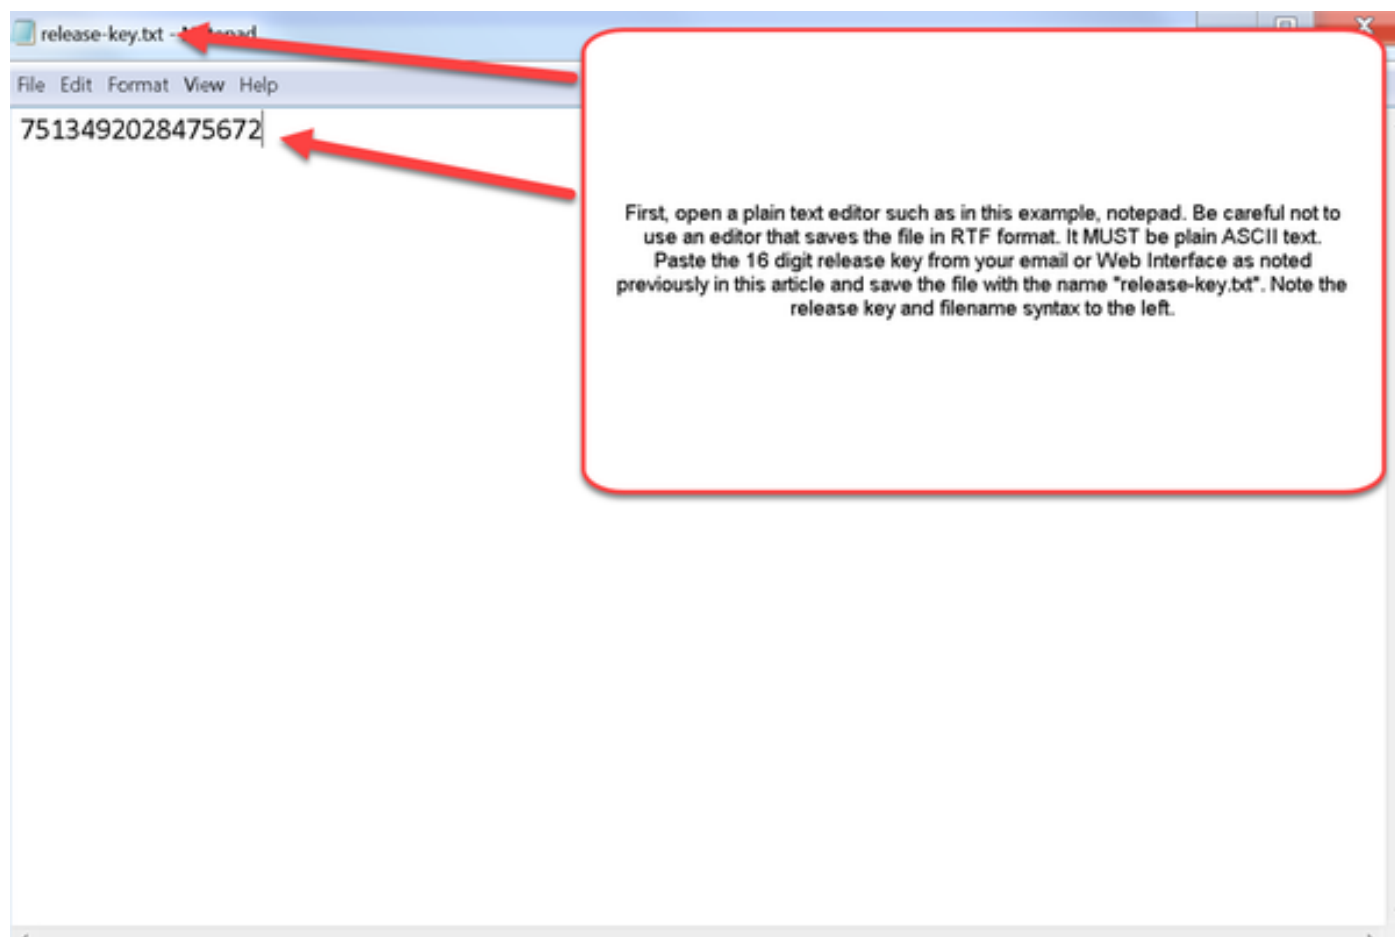 release-key.txt - Notepad
File Edit Format View Help
7513492028475672
First, open a plain text editor such as in this example, notepad. Be careful not to
use an editor that saves the file in RTF format. It MUST be plain ASCII text.
Paste the 16 digit release key from your email or Web Interface as noted
previously in this article and save the file with the name "release-key.txt". Note the
release key and filename syntax to the left.